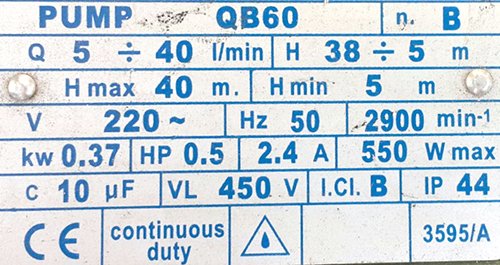 PUMP QB60 n. B
Q 5 ÷ 40 l/min H 38 ÷ 5 m
H max 40 m. H min 5 m
V 220 ~ Hz 50 2900 min-1
kw 0.37 HP 0.5 2.4 A 550 W max
C 10 µF VL 450 V I.Cl. B IP 44
CE continuous duty 3595/A